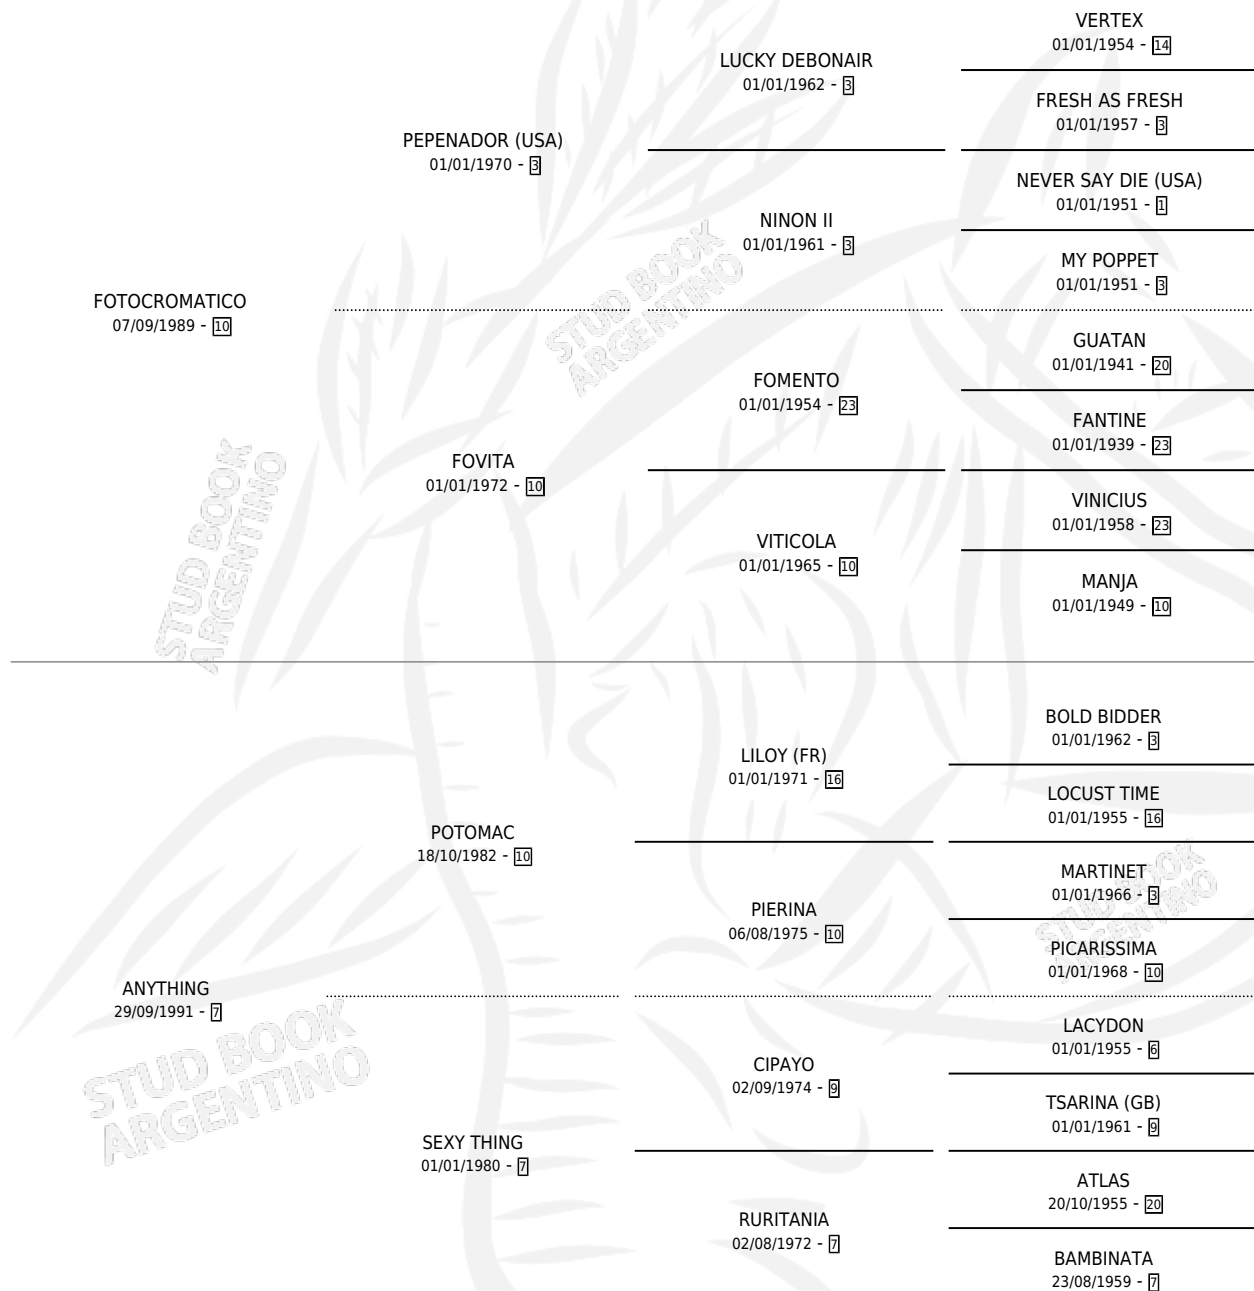 FOTOCROMATICO
07/09/1989 - 10
PEPENADOR (USA)
01/01/1970 - 3
FOVITA
01/01/1972 - 10
LUCKY DEBONAIR
01/01/1962 - 3
NINON II
01/01/1961 - 3
FOMENTO
01/01/1954 - 23
VITICOLA
01/01/1965 - 10
VERTEX
01/01/1954 - 14
FRESH AS FRESH
01/01/1957 - 3
NEVER SAY DIE (USA)
01/01/1951 - 1
MY POPPET
01/01/1951 - 3
GUATAN
01/01/1941 - 20
FANTINE
01/01/1939 - 23
VINICIUS
01/01/1958 - 23
MANJA
01/01/1949 - 10
STUD BOOK
ARGENTINO
STUD BOOK
ARGENTINO
ANYTHING
29/09/1991 - 7
POTOMAC
18/10/1982 - 10
SEXY THING
01/01/1980 - 7
LILOY (FR)
01/01/1971 - 16
PIERINA
06/08/1975 - 10
CIPAYO
02/09/1974 - 9
RURITANIA
02/08/1972 - 7
BOLD BIDDER
01/01/1962 - 3
LOCUST TIME
01/01/1955 - 16
MARTINET
01/01/1966 - 3
PICARISSIMA
01/01/1968 - 10
LACYDON
01/01/1955 - 6
TSARINA (GB)
01/01/1961 - 9
ATLAS
20/10/1955 - 20
BAMBINATA
23/08/1959 - 7
STUD BOOK
ARGENTINO
STUD BOOK
ARGENTINO